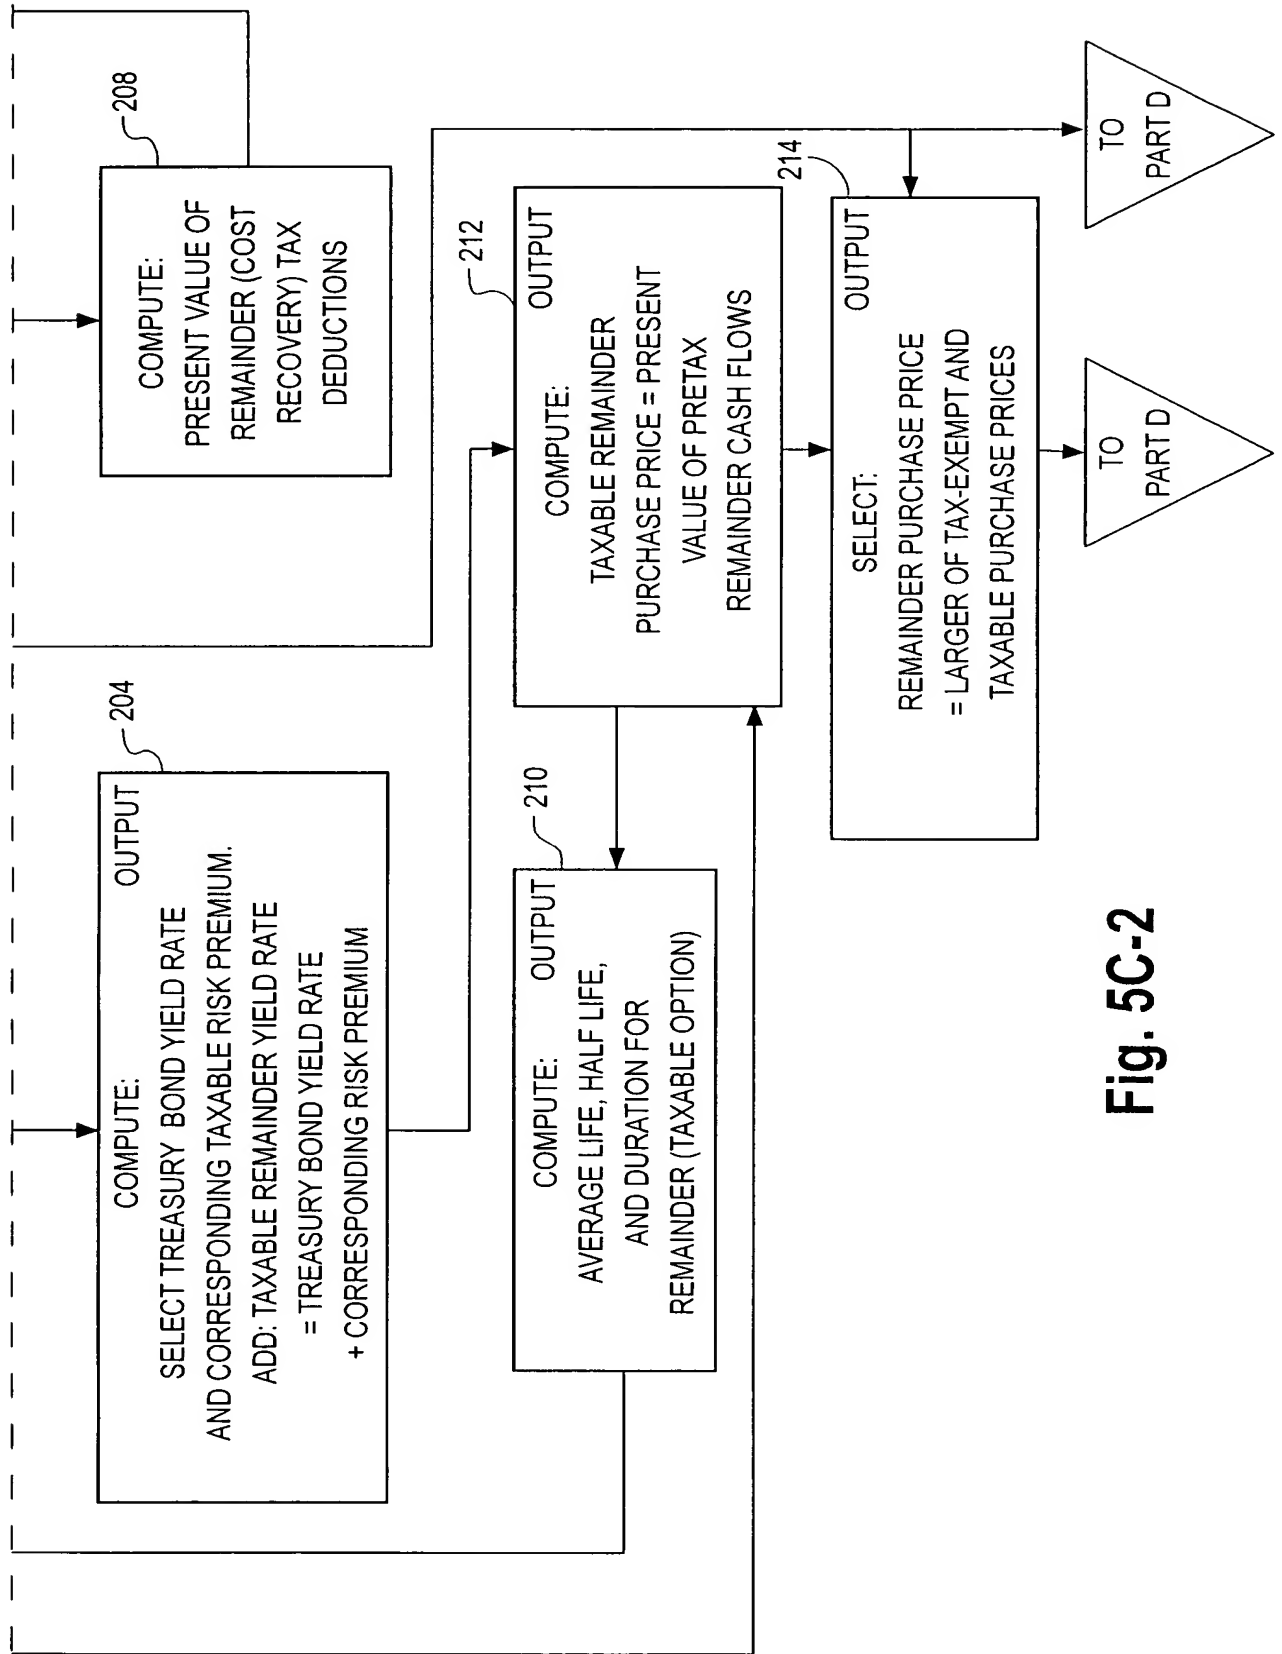 COMPUTE:
PRESENT VALUE OF
REMAINDER (COST
RECOVERY) TAX
DEDUCTIONS
208
COMPUTE:
OUTPUT
SELECT TREASURY BOND YIELD RATE
AND CORRESPONDING TAXABLE RISK PREMIUM.
ADD: TAXABLE REMAINDER YIELD RATE
= TREASURY BOND YIELD RATE
+ CORRESPONDING RISK PREMIUM
204
COMPUTE:
OUTPUT
TAXABLE REMAINDER
PURCHASE PRICE = PRESENT
VALUE OF PRETAX
REMAINDER CASH FLOWS
212
COMPUTE:
OUTPUT
AVERAGE LIFE, HALF LIFE,
AND DURATION FOR
REMAINDER (TAXABLE OPTION)
210
SELECT:
OUTPUT
REMAINDER PURCHASE PRICE
= LARGER OF TAX-EXEMPT AND
TAXABLE PURCHASE PRICES
214
TO
PART D
TO
PART D
Fig. 5C-2